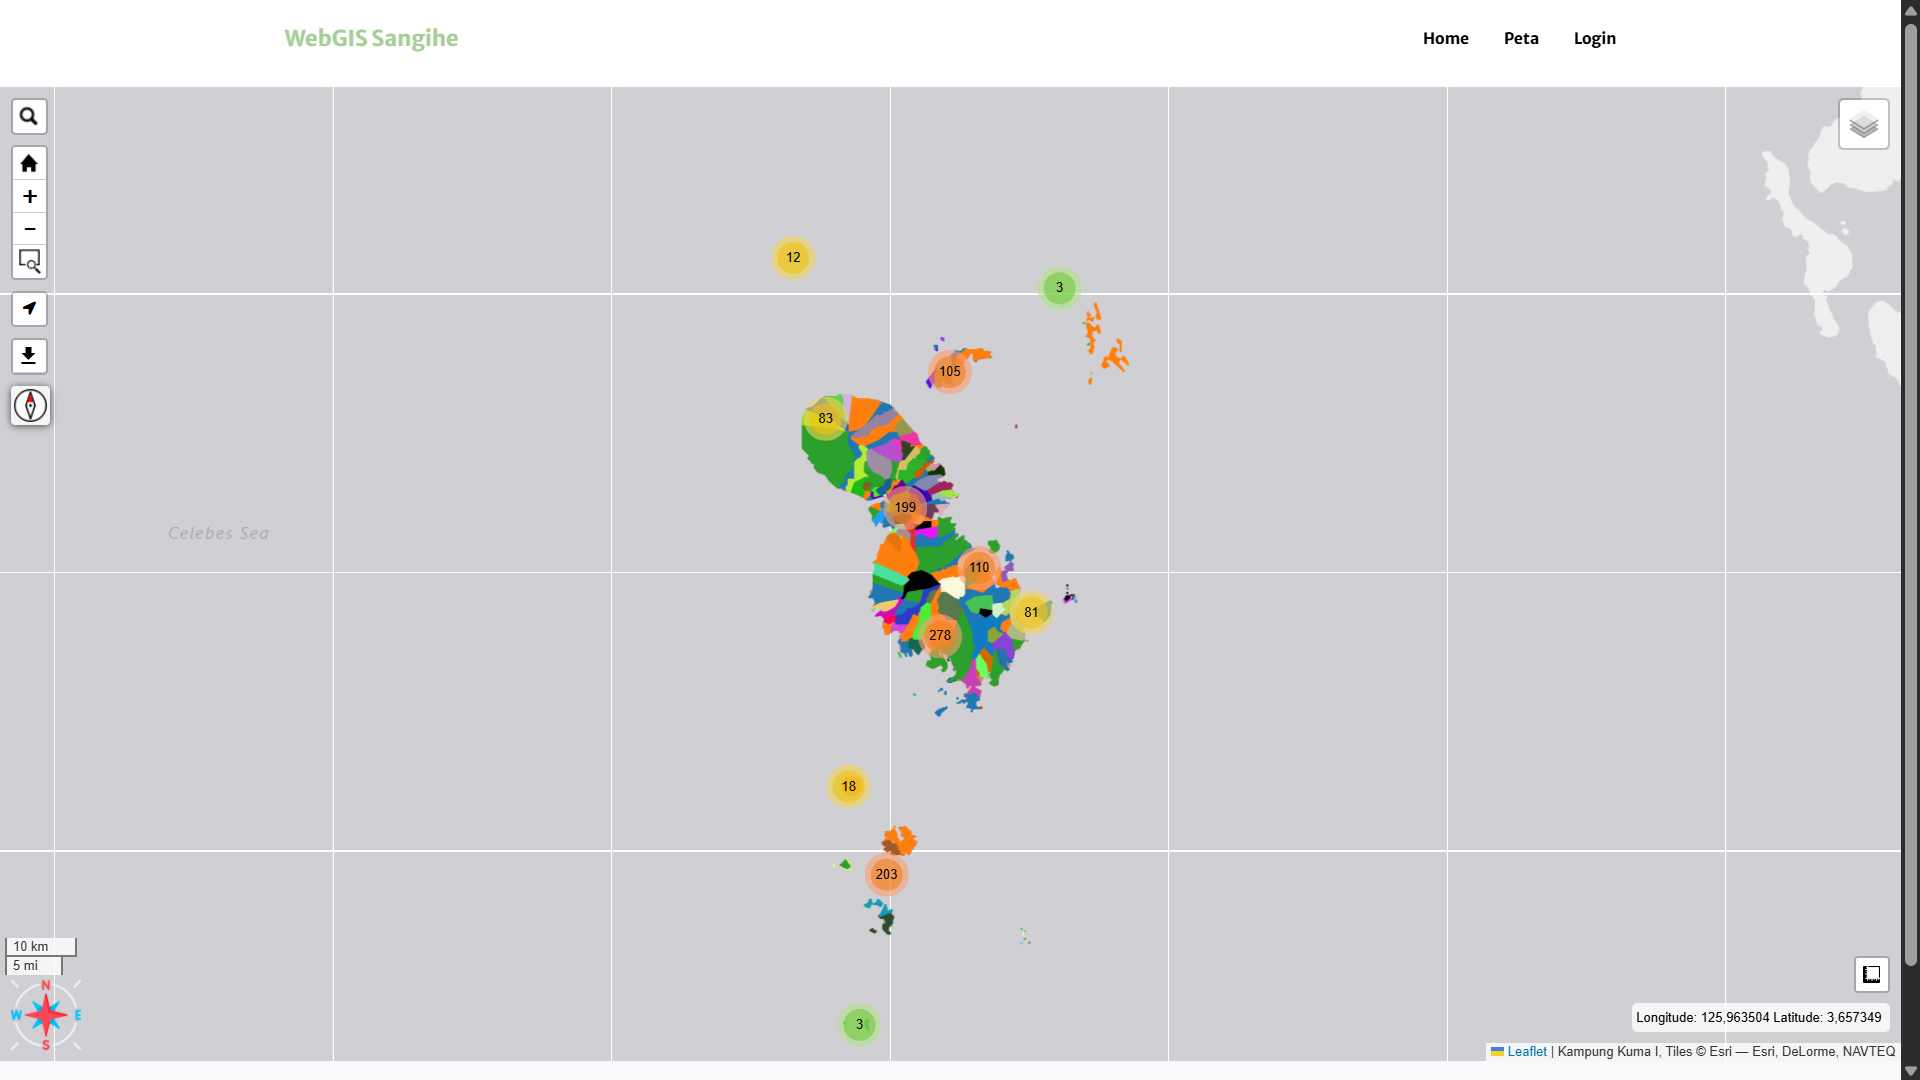 WebGIS Sangihe
Home Peta Login
+
−
12
3
105
83
199
Celebes Sea
110
81
278
18
203
10 km
5 mi
N
W E
S
3
Longitude: 125,963504 Latitude: 3,657349
Leaflet | Kampung Kuma I, Tiles © Esri — Esri, DeLorme, NAVTEQ